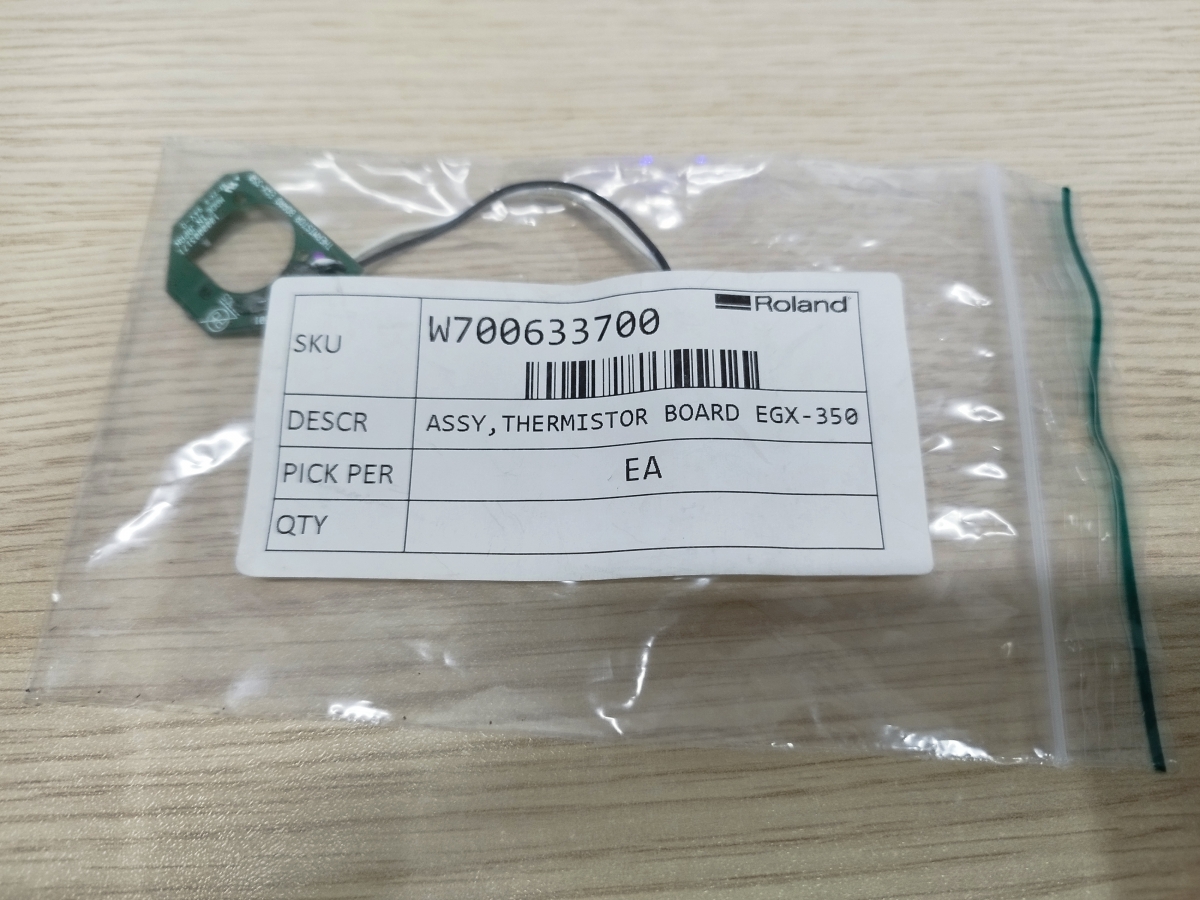 Roland
SKU
W700633700
DESCR
ASSY,THERMISTOR BOARD EGX-350
PICK PER
EA
QTY